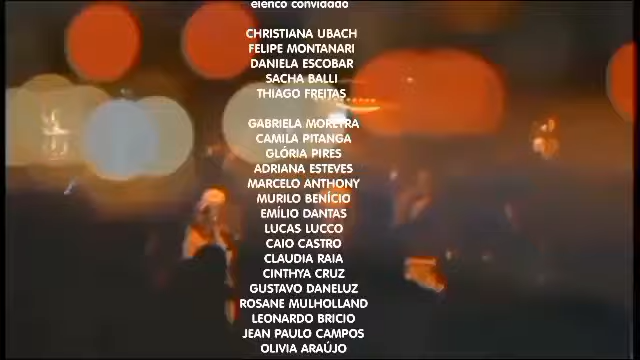 elenco convidado
CHRISTIANA UBACH
FELIPE MONTANARI
DANIELA ESCOBAR
SACHA BALLI
THIAGO FREITAS
GABRIELA MOREYRA
CAMILA PITANGA
GLÓRIA PIRES
ADRIANA ESTEVES
MARCELO ANTHONY
MURILO BENÍCIO
EMÍLIO DANTAS
LUCAS LUCCO
CAIO CASTRO
CLAUDIA RAIA
CINTHYA CRUZ
GUSTAVO DANELUZ
ROSANE MULHOLLAND
LEONARDO BRICIO
JEAN PAULO CAMPOS
OLIVIA ARAÚJO